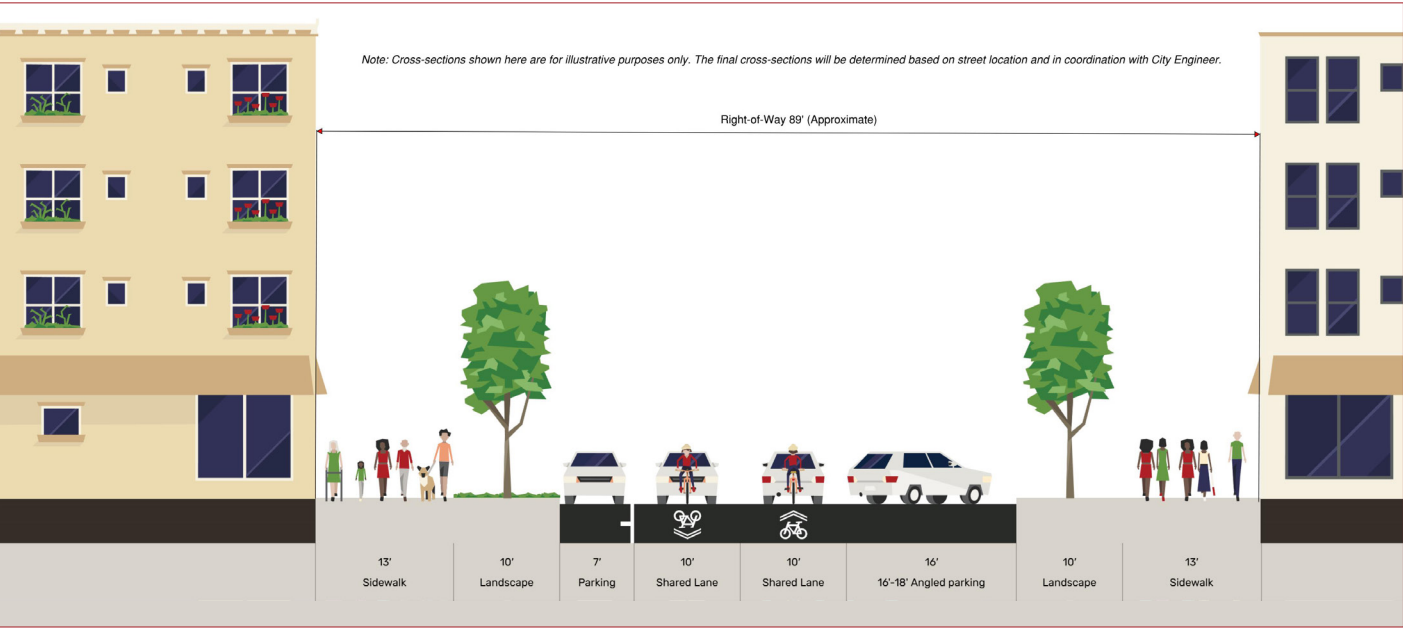 Note: Cross-sections shown here are for illustrative purposes only. The final cross-sections will be determined based on street location and in coordination with City Engineer.
Right-of-Way 89' (Approximate)
13' 10' 7' 10' 10' 16' 10' 13'
Sidewalk Landscape Parking Shared Lane Shared Lane 16'-18' Angled parking Landscape Sidewalk